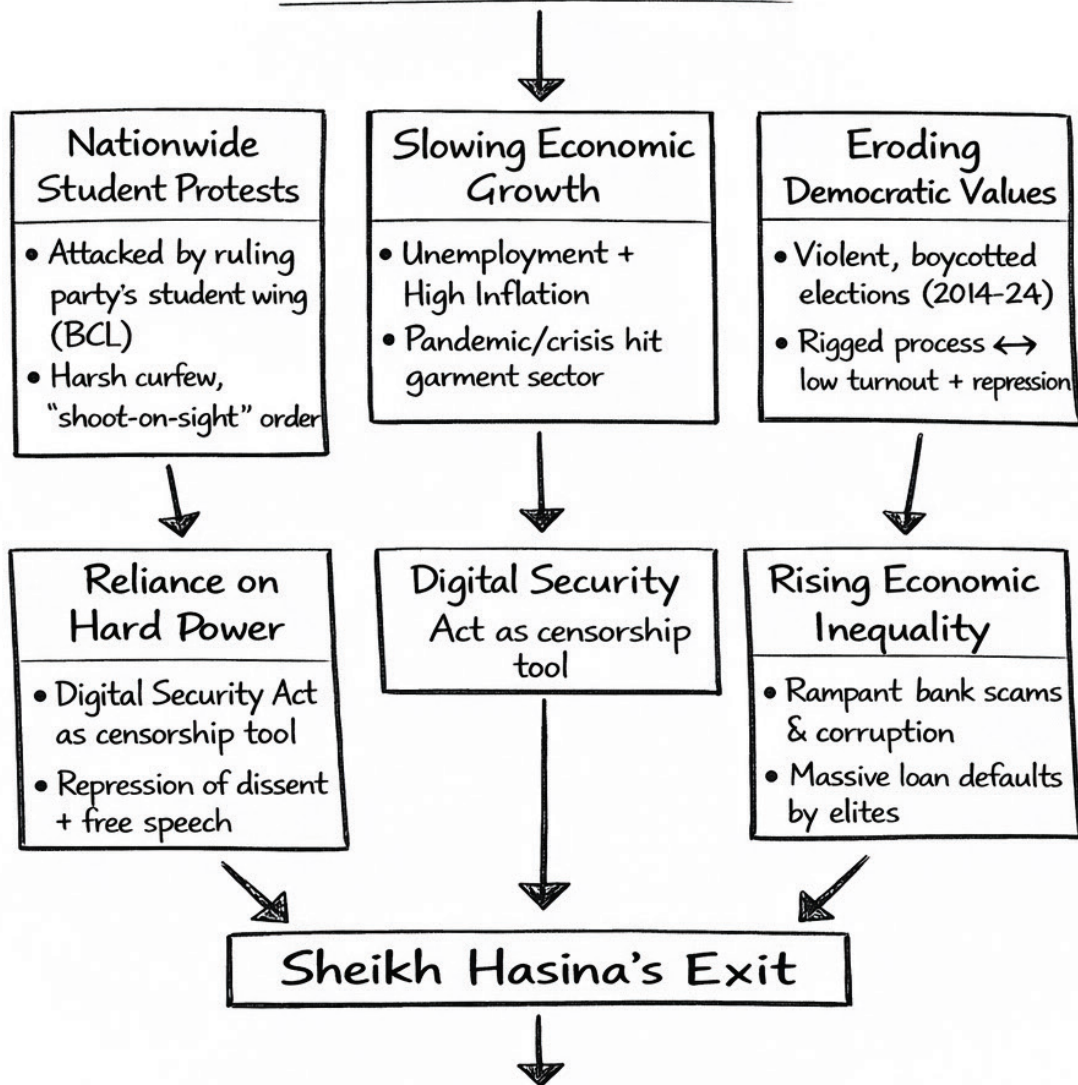 Nationwide
Student Protests
• Attacked by ruling
party's student wing
(BCL)
• Harsh curfew,
“shoot-on-sight” order
Slowing Economic
Growth
• Unemployment +
High Inflation
• Pandemic/crisis hit
garment sector
Eroding
Democratic Values
• Violent, boycotted
elections (2014-24)
• Rigged process ↔
low turnout + repression
Reliance on
Hard Power
• Digital Security Act
as censorship tool
• Repression of dissent
+ free speech
Digital Security
Act as censorship
tool
Rising Economic
Inequality
• Rampant bank scams
& corruption
• Massive loan defaults
by elites
Sheikh Hasina's Exit